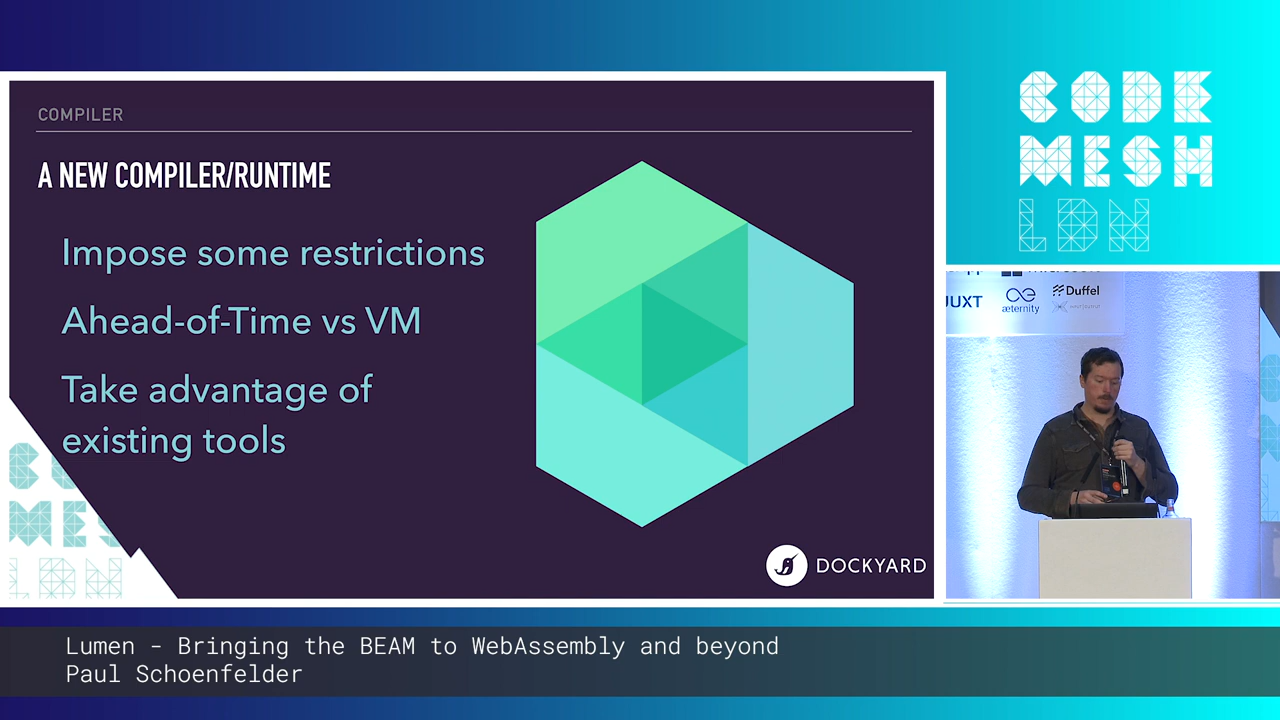 COMPILER
A NEW COMPILER/RUNTIME
Impose some restrictions
Ahead-of-Time vs VM
Take advantage of
existing tools
DOCKYARD
CODE
MESH
LDN
JUXT
æternity
Duffel
Lumen - Bringing the BEAM to WebAssembly and beyond
Paul Schoenfelder